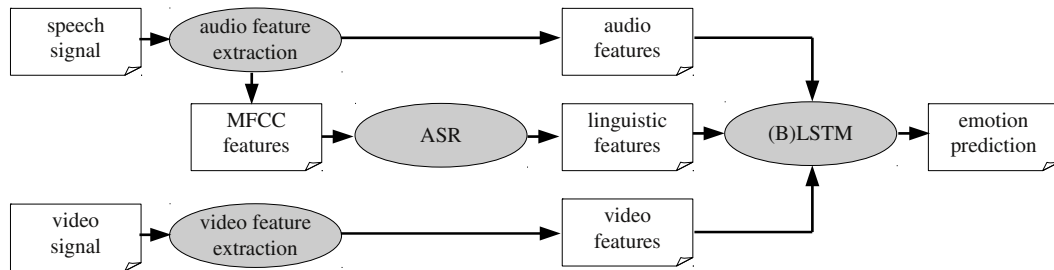 speech
signal
audio feature
extraction
audio
features
MFCC
features
ASR
linguistic
features
(B)LSTM
emotion
prediction
video
signal
video feature
extraction
video
features